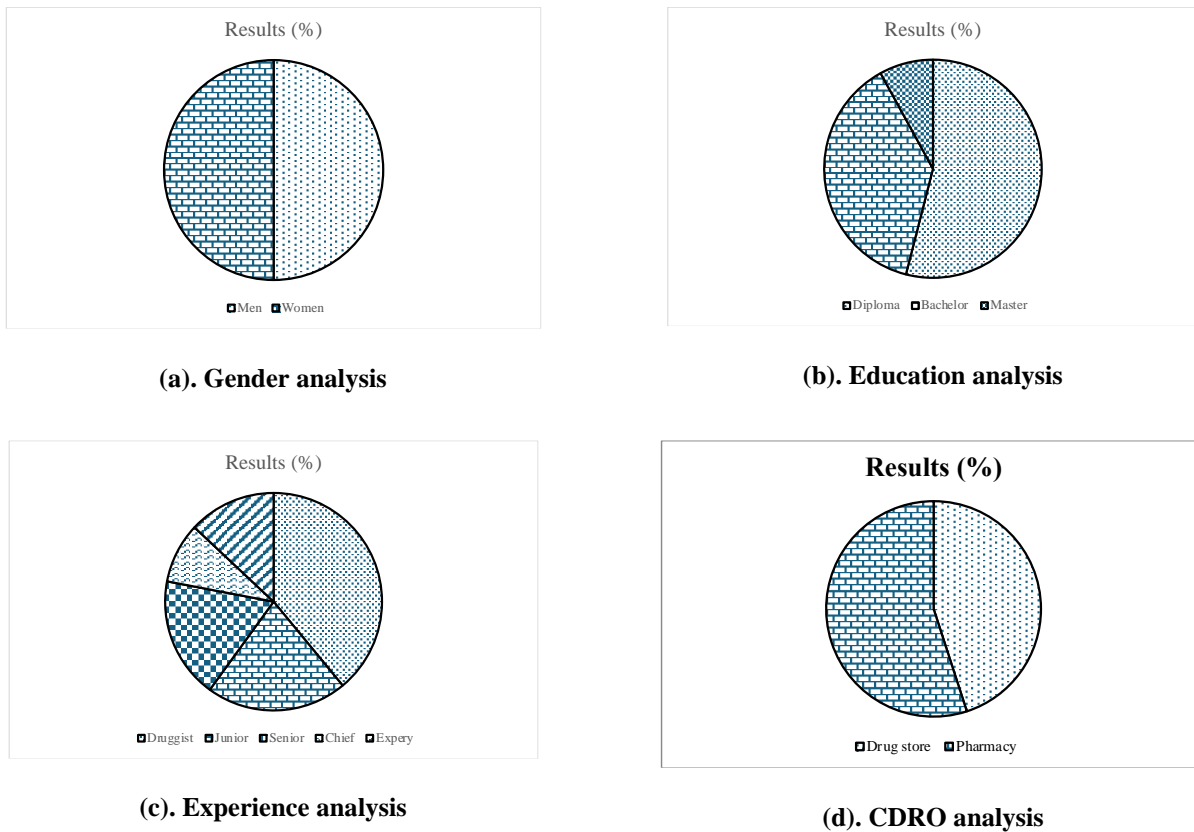 Results (%)
Men Women
(a). Gender analysis
Results (%)
Diploma Bachelor Master
(b). Education analysis
Results (%)
Druggist Junior Senior Chief Expery
(c). Experience analysis
Results (%)
Drug store Pharmacy
(d). CDRO analysis